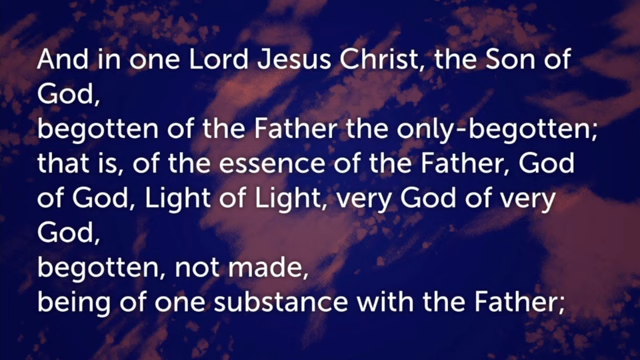 And in one Lord Jesus Christ, the Son of
God,
begotten of the Father the only-begotten;
that is, of the essence of the Father, God
of God, Light of Light, very God of very
God,
begotten, not made,
being of one substance with the Father;